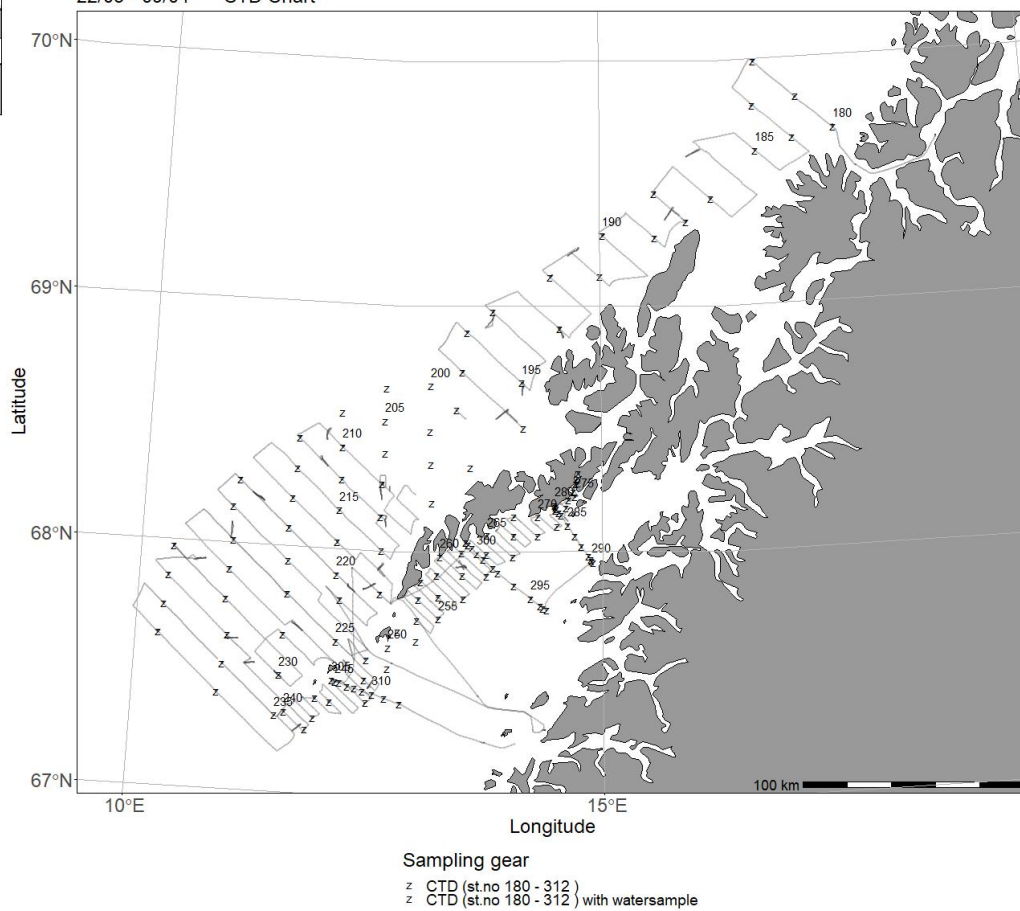 CTD Chart
70°N
180
185
190
69°N
195
200
205
210
215
275
280
270
285
265
68°N
260
300
290
220
295
255
225
230
245
310
240
235
67°N
100 km
10°E
15°E
Latitude
Longitude
Sampling gear
z CTD (st.no 180 - 312 )
z CTD (st.no 180 - 312 ) with watersample